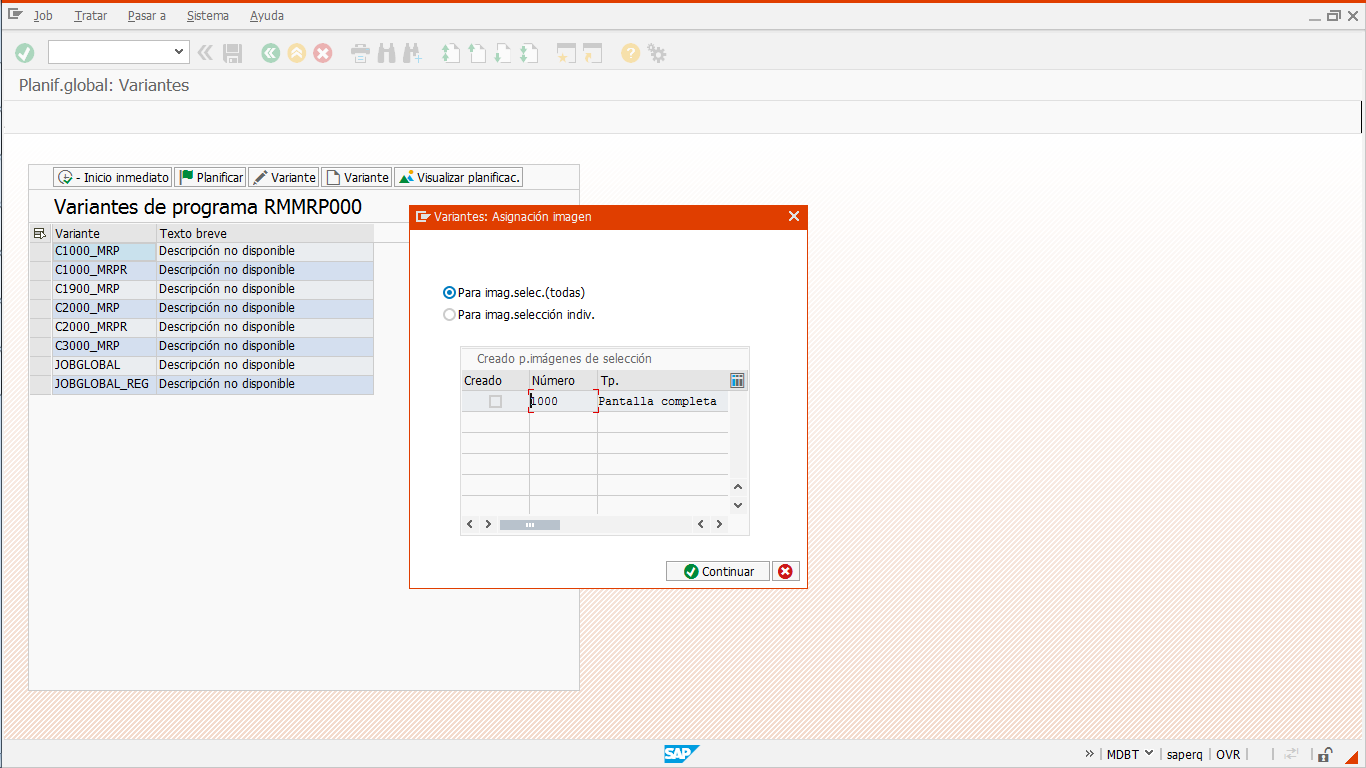 Job Tratar Pasar a Sistema Ayuda
Planif.global: Variantes
- Inicio inmediato Planificar Variante Variante Visualizar planificac.
Variantes de programa RMMRP000
Variante Texto breve
C1000_MRP Descripción no disponible
C1000_MRPR Descripción no disponible
C1900_MRP Descripción no disponible
C2000_MRP Descripción no disponible
C2000_MRPR Descripción no disponible
C3000_MRP Descripción no disponible
JOBGLOBAL Descripción no disponible
JOBGLOBAL_REG Descripción no disponible
Variantes: Asignación imagen
Para imag.selec.(todas)
Para imag.selección indiv.
Creado p.imágenes de selección
Creado Número Tp.
1000 Pantalla completa
Continuar
SAP
MDBT saperq OVR